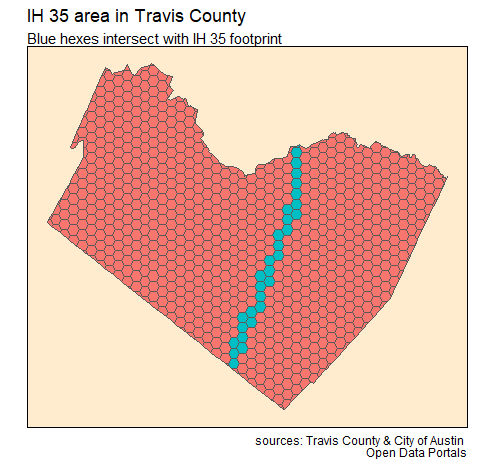 IH 35 area in Travis County
Blue hexes intersect with IH 35 footprint
sources: Travis County & City of Austin
Open Data Portals